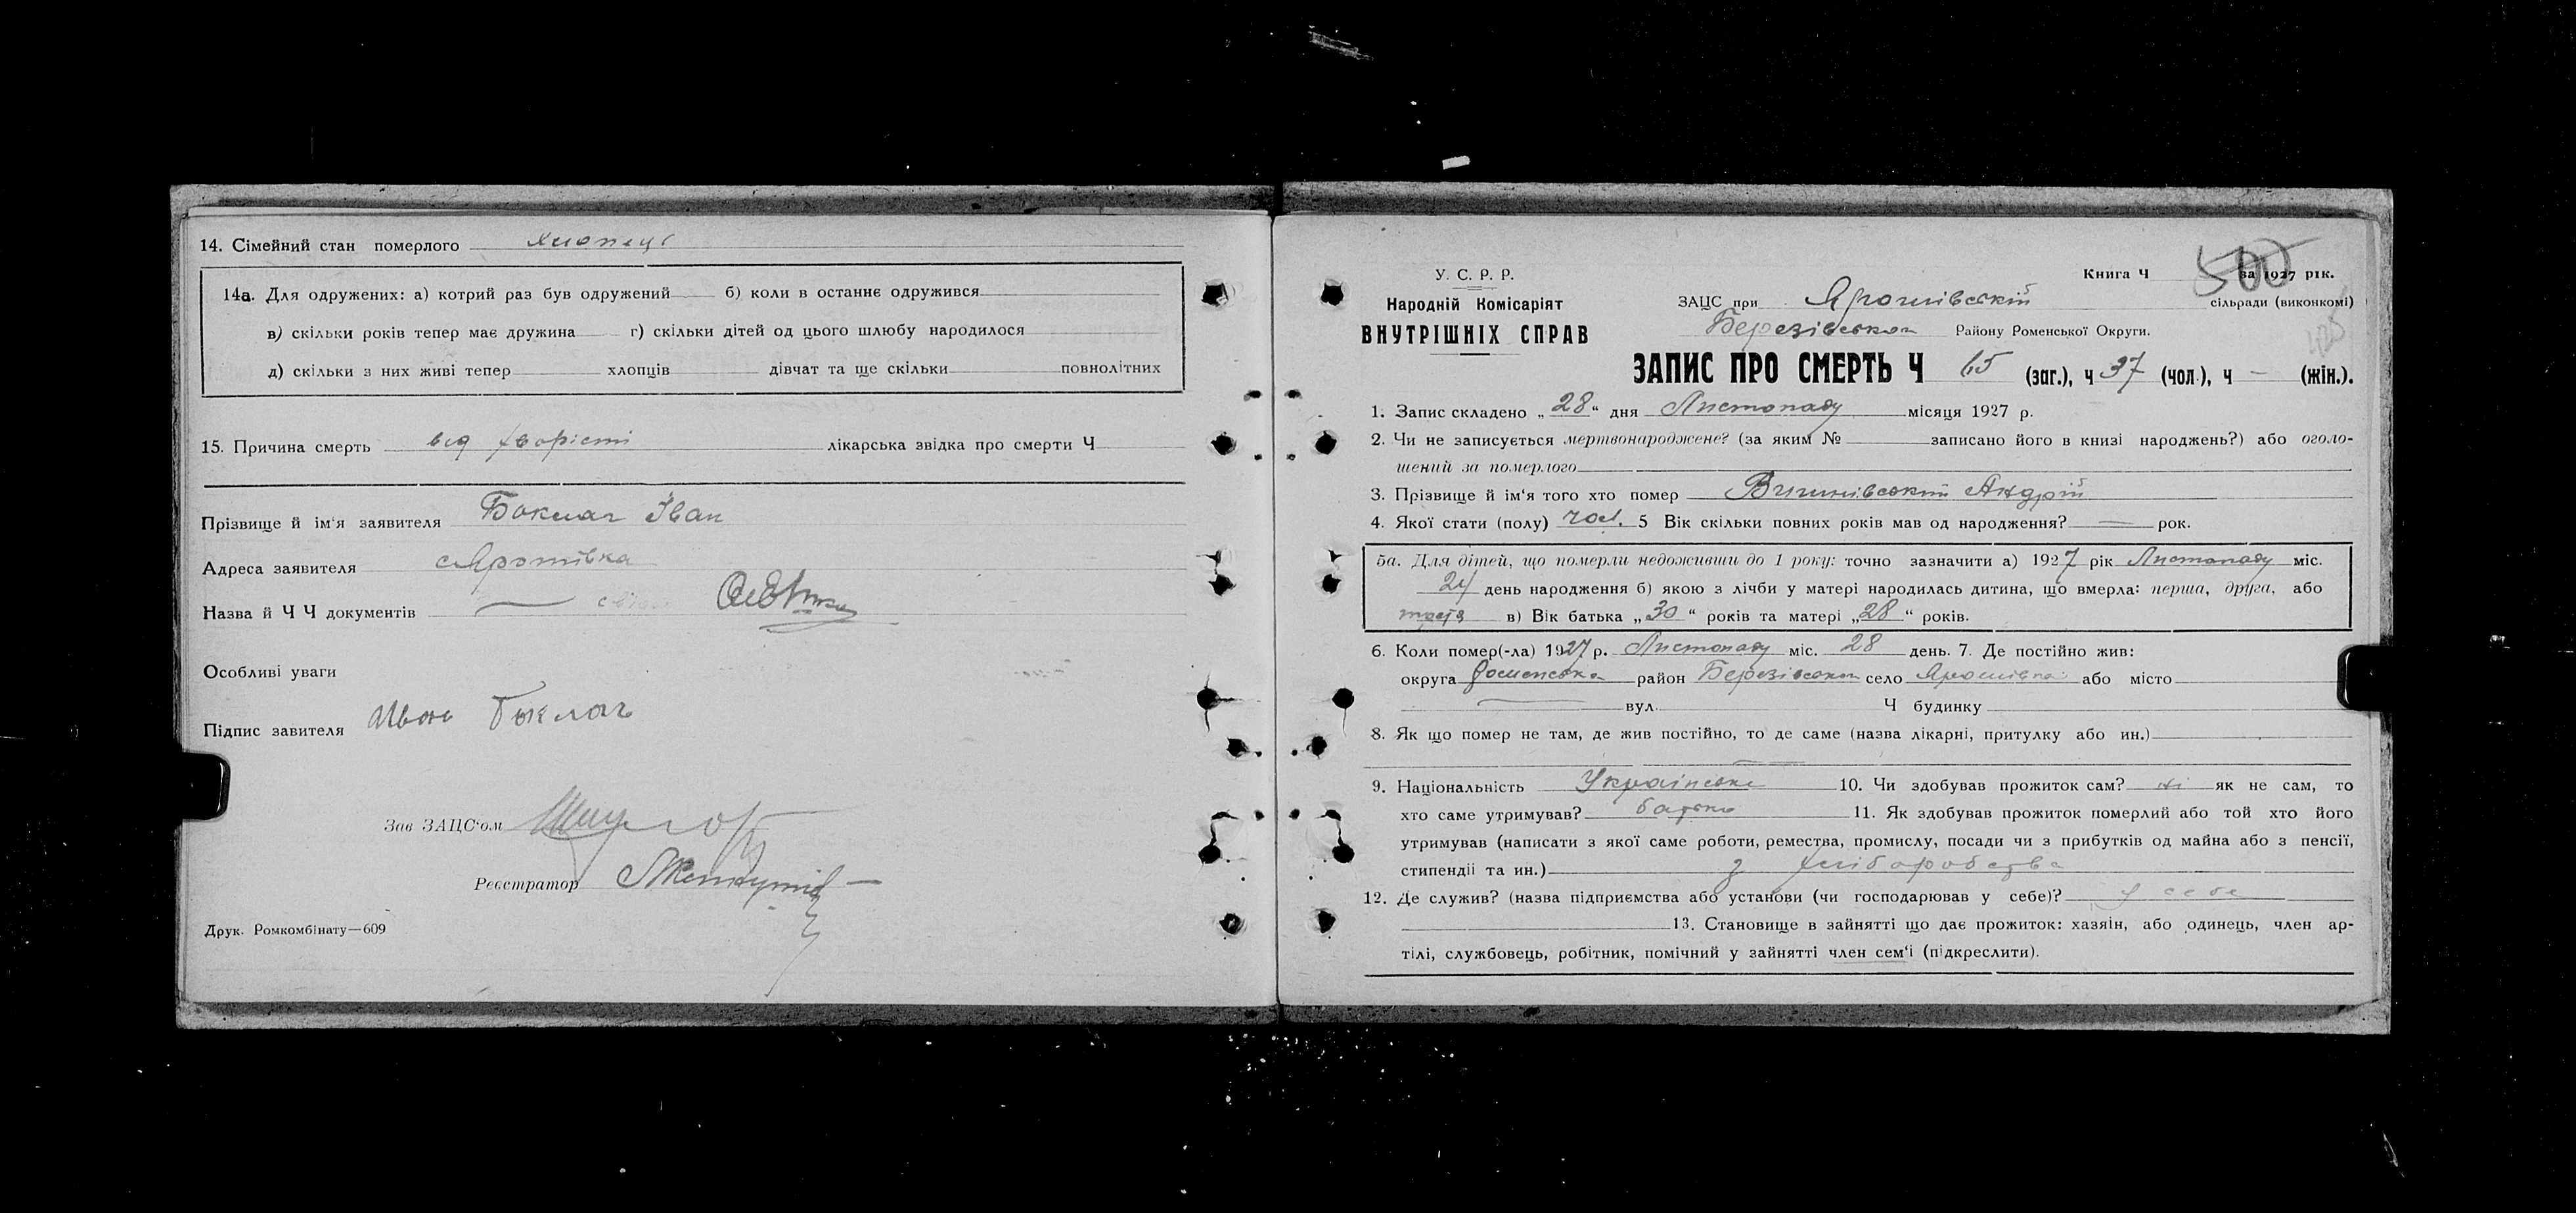 14. Сімейний стан померлого хлопець
14а. Для одружених: а) котрий раз був одружений б) коли в останнє одружився
в) скільки років тепер має дружина г) скільки дітей од цього шлюбу народилося
д) скільки з них живі тепер хлопців дівчат та ще скільки повнолітних
15. Причина смерть від хворісті лікарська звідка про смерти Ч
Прізвище й ім'я заявителя Боклаг Іван
Адреса заявителя с Ярошівка
Назва й Ч Ч документів —
Особливі уваги
Підпис завителя Иван
Зав ЗАЦС'ом
Реєстратор
Друк. Ромкомбінату—609
500
У. С. Р. Р.
Книга Ч за 1927 рік.
Народній Комісаріят
ЗАЦС при Ярошівській сільради (виконкомі)
ВНУТРІШНІХ СПРАВ
Березівського Району Роменської Округи.
ЗАПИС ПРО СМЕРТЬ Ч 65 (заг.), ч 37 (чол.), ч — (жін.).
1. Запис складено „28“ дня Листопаду місяця 1927 р.
2. Чи не записується мертвонароджене? (за яким № записано його в книзі народжень?) або оголо-
шений за померлого
3. Прізвище й ім'я того хто помер Андрій
4. Якої стати (полу) чол. 5 Вік скільки повних років мав од народження? — рок.
5а. Для дітей, що померли недоживши до 1 року: точно зазначити а) 1927 рік Листопаду міс.
24 день народження б) якою з лічби у матері народилась дитина, що вмерла: перша, друга, або
третя в) Вік батька „30“ років та матері „28“ років.
6. Коли помер(-ла) 1927 р. Листопаду міс. 28 день. 7. Де постійно жив:
округа Роменська район Березівськ село Ярошівка або місто
— вул. Ч будинку
8. Як що помер не там, де жив постійно, то де саме (назва лікарні, притулку або ин.)
—
9. Національність Українська 10. Чи здобував прожиток сам? ні як не сам, то
хто саме утримував? батько 11. Як здобував прожиток померлий або той хто його
утримував (написати з якої саме роботи, ремества, промислу, посади чи з прибутків од майна або з пенсії,
стипендії та ин.) з хліборобства
12. Де служив? (назва підприємства або установи (чи господарював у себе)? у себе
13. Становище в зайнятті що дає прожиток: хазяін, або одинець, член ар-
тілі, службовець, робітник, помічний у зайнятті член сем'ї (підкреслити).